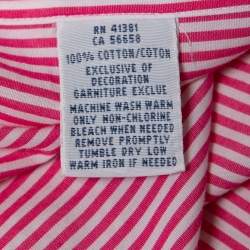 RN 41381
CA 56658
100% COTTON/COTON
EXCLUSIVE OF
DECORATION
GARNITURE EXCLUE
MACHINE WASH WARM
ONLY NON-CHLORINE
BLEACH WHEN NEEDED
REMOVE PROMPTLY
TUMBLE DRY LOW
WARM IRON IF NEEDED